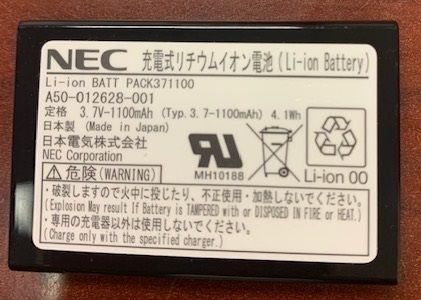 NEC 充電式リチウムイオン電池(Li-ion Battery)
Li-ion BATT PACK371100
A50-012628-001
定格 3.7V-1100mAh (Typ.3.7-1100mAh) 4.1Wh
日本製 (Made in Japan)
日本電気株式会社
NEC Corporation
MH10188
Li-ion 00
⚠危険(WARNING)
・破裂しますので火中に投じたり、不正使用・加熱しないでください。
(Explosion May result If Battery is TAMPERED with or DISPOSED IN FIRE or HEAT.)
・専用の充電器以外は使用しないでください。
(Charge only with the specified charger.)